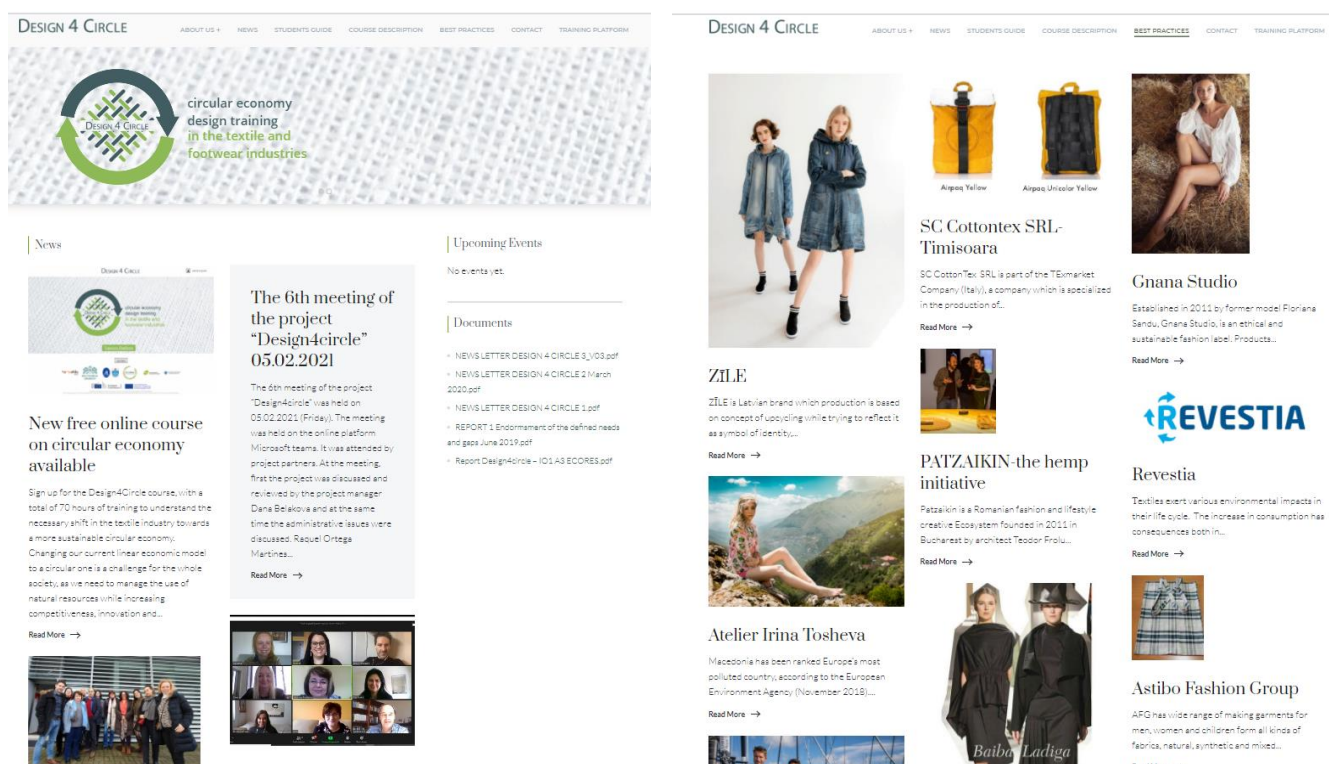 DESIGN 4 CIRCLE
ABOUT US + NEWS STUDENTS GUIDE COURSE DESCRIPTION BEST PRACTICES CONTACT TRAINING PLATFORM
DESIGN 4 CIRCLE
circular economy
design training
in the textile and
footwear industries
News
DESIGN 4 CIRCLE
DESIGN 4 CIRCLE
circular economy
design training
in the textile and
footwear industries
New free online course
on circular economy
available
Sign up for the Design4Circle course, with a
total of 70 hours of training to understand the
necessary shift in the textile industry towards
a more sustainable circular economy.
Changing our current linear economic model
to a circular one is a challenge for the whole
society, as we need to manage the use of
natural resources while increasing
competitiveness, innovation and...
Read More →
The 6th meeting of
the project
“Design4circle”
05.02.2021
The 6th meeting of the project
“Design4circle” was held on
05.02.2021 (Friday). The meeting
was held on the online platform
Microsoft teams. It was attended by
project partners. At the meeting,
first the project was discussed and
reviewed by the project manager
Dana Belakova and at the same
time the administrative issues were
discussed. Raquel Ortega
Martines...
Read More →
Upcoming Events
No events yet.
Documents
NEWS LETTER DESIGN 4 CIRCLE 3_V03.pdf
NEWS LETTER DESIGN 4 CIRCLE 2 March
2020.pdf
NEWS LETTER DESIGN 4 CIRCLE 1.pdf
REPORT 1 Endorment of the defined needs
and gaps June 2019.pdf
Report Design4circle – IO1 A3 ECORES.pdf
DESIGN 4 CIRCLE
ABOUT US + NEWS STUDENTS GUIDE COURSE DESCRIPTION BEST PRACTICES CONTACT TRAINING PLATFORM
ZĪLE
ZĪLE is Latvian brand which production is based
on concept of upcycling while trying to reflect it
as symbol of identity,...
Read More →
Atelier Irina Tosheva
Macedonia has been ranked Europe's most
polluted country, according to the European
Environment Agency (November 2018)....
Read More →
Airpaq Yellow Airpaq Unicolor Yellow
SC Cottontex SRL-
Timisoara
SC CottonTex SRL is part of the TExmarket
Company (Italy), a company which is specialized
in the production of...
Read More →
PATZAIKIN-the hemp
initiative
Patzaikin is a Romanian fashion and lifestyle
creative Ecosystem founded in 2011 in
Bucharest by architect Teodor Frolu...
Read More →
Baiba Ladiga
Gnana Studio
Established in 2011 by former model Floriana
Sandu, Gnana Studio, is an ethical and
sustainable fashion label. Products...
Read More →
REVESTIA
Revestia
Textiles exert various environmental impacts in
their life cycle. The increase in consumption has
consequences both in...
Read More →
Astibo Fashion Group
AFG has wide range of making garments for
men, women and children form all kinds of
fabrics, natural, synthetic and mixed...